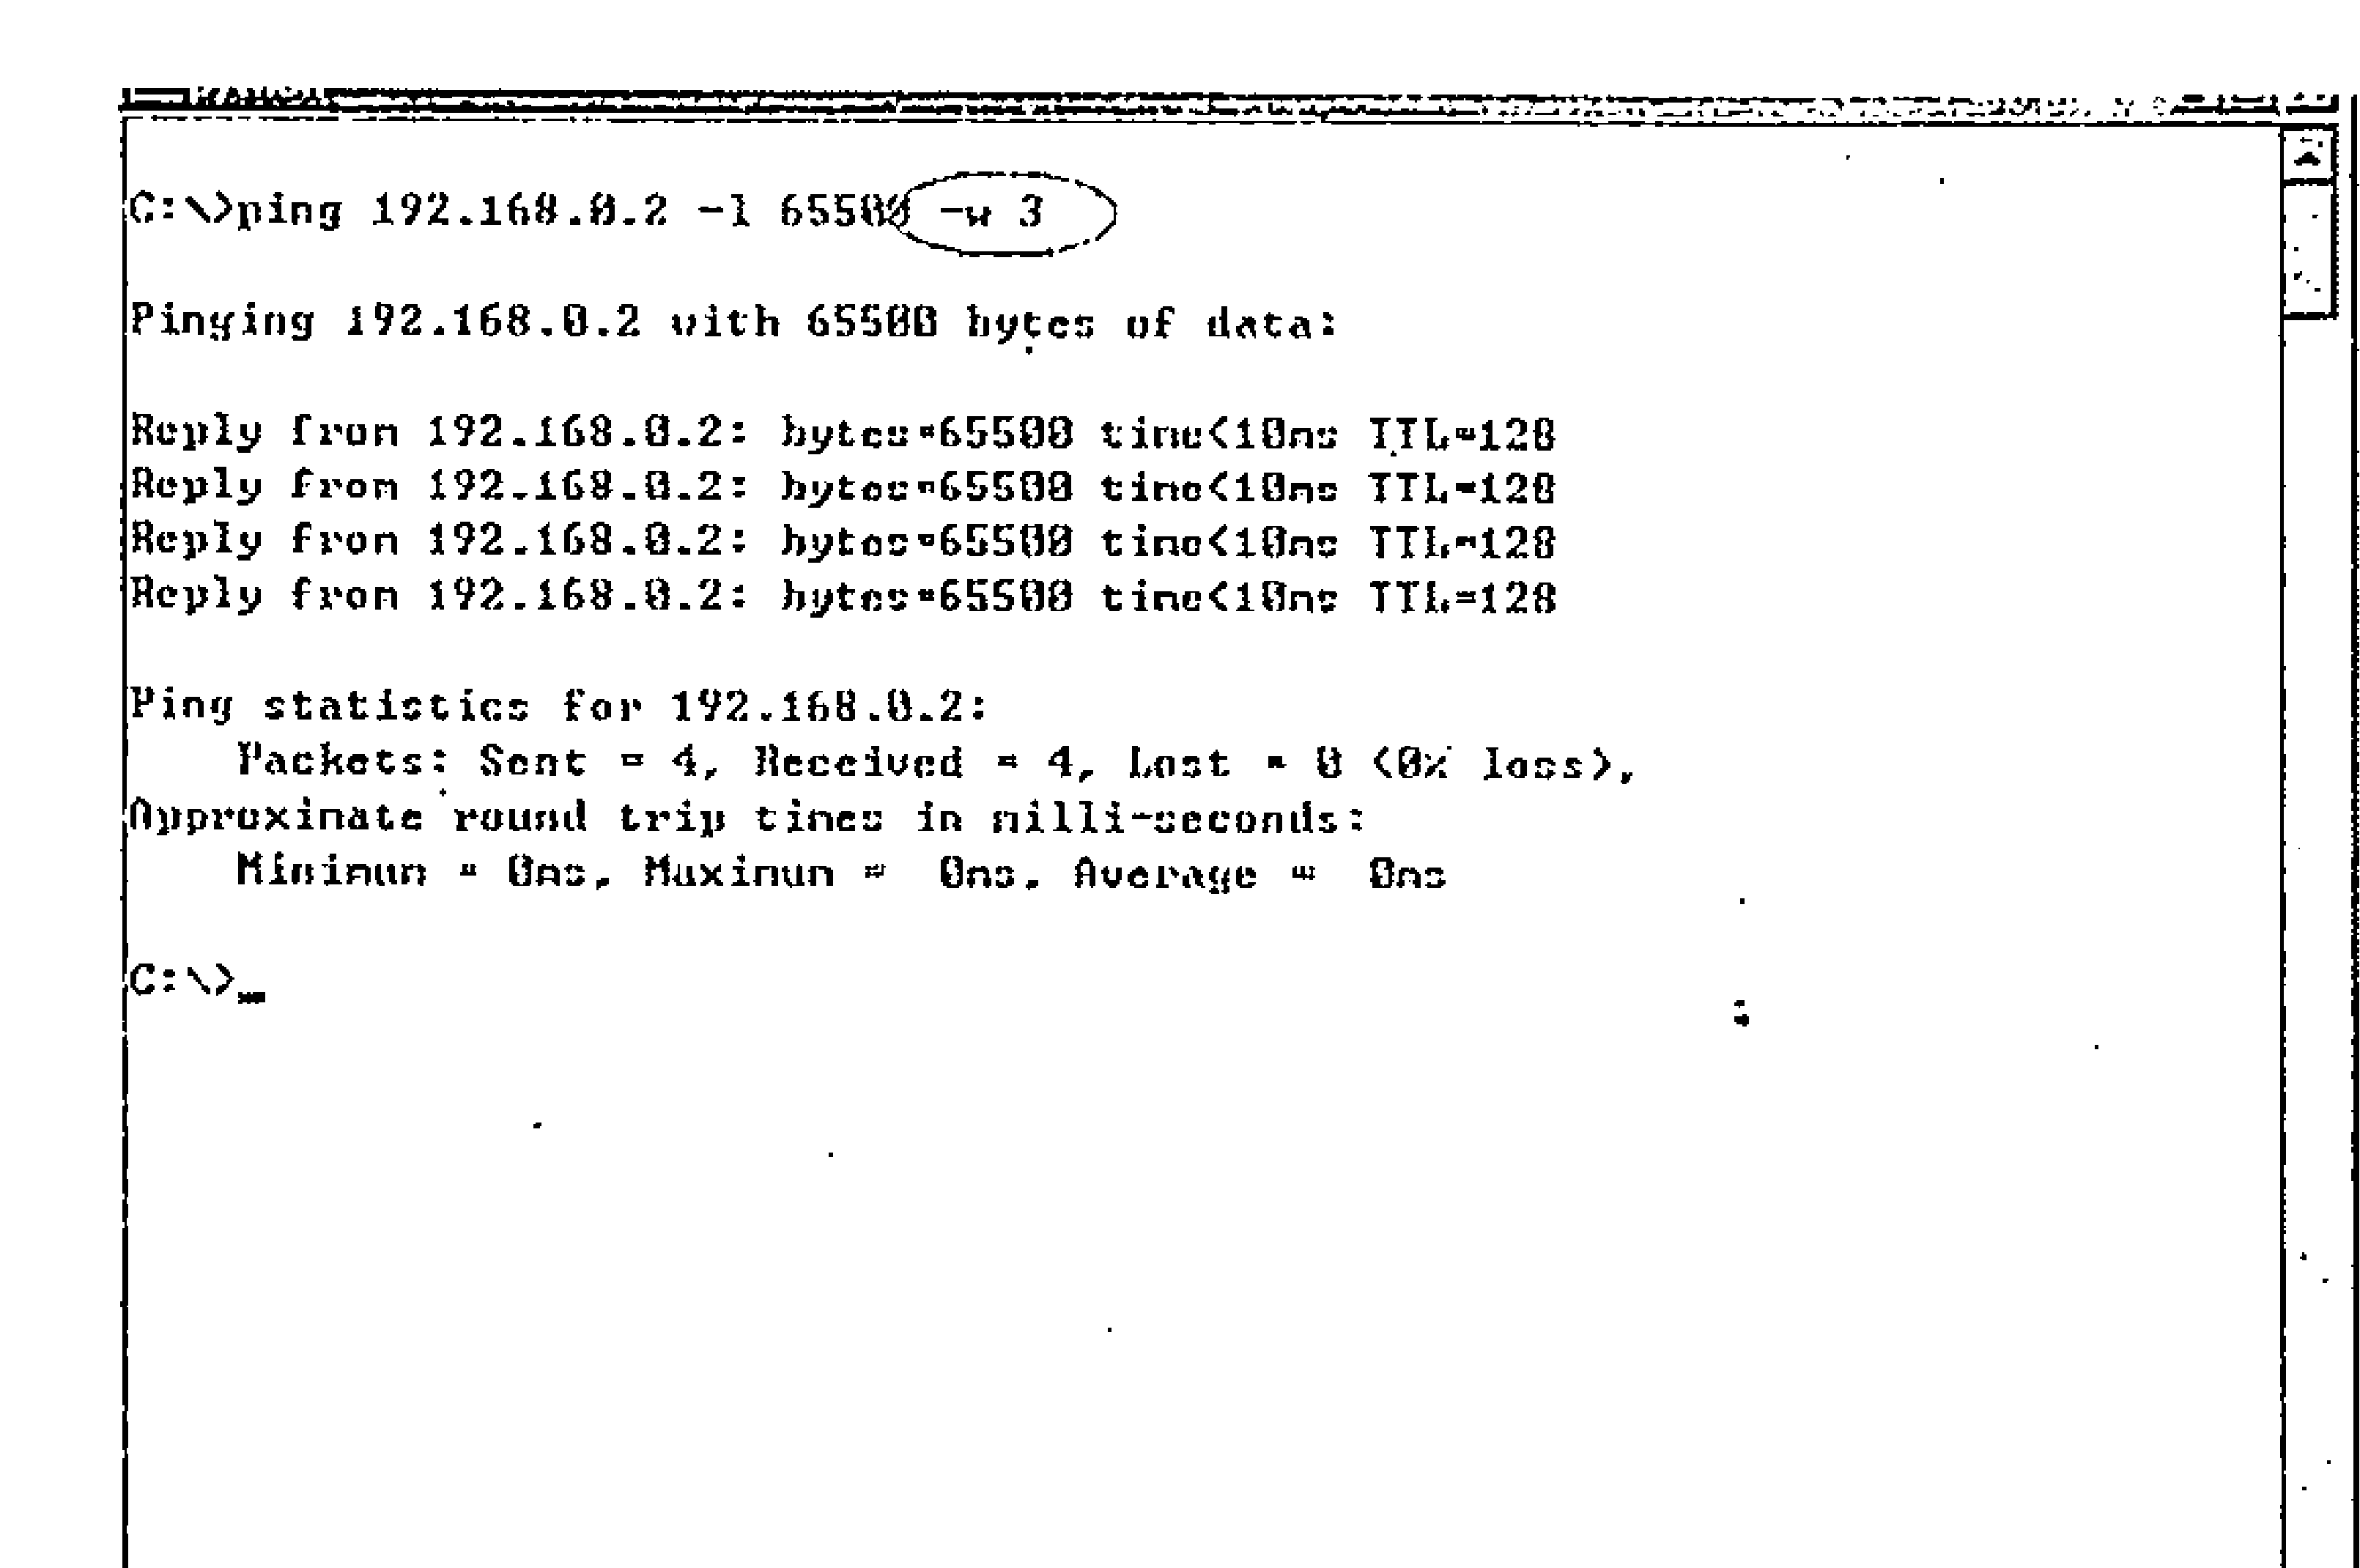 C:\>ping 192.168.0.2 -l 65500 -w 3
Pinging 192.168.0.2 with 65500 bytes of data:
Reply from 192.168.0.2: bytes=65500 time<10ms TTL=128
Reply from 192.168.0.2: bytes=65500 time<10ms TTL=128
Reply from 192.168.0.2: bytes=65500 time<10ms TTL=128
Reply from 192.168.0.2: bytes=65500 time<10ms TTL=128
Ping statistics for 192.168.0.2:
Packets: Sent = 4, Received = 4, Lost = 0 (0% loss),
Approximate round trip times in milli-seconds:
Minimum = 0ms, Maximum = 0ms, Average = 0ms
C:\>_